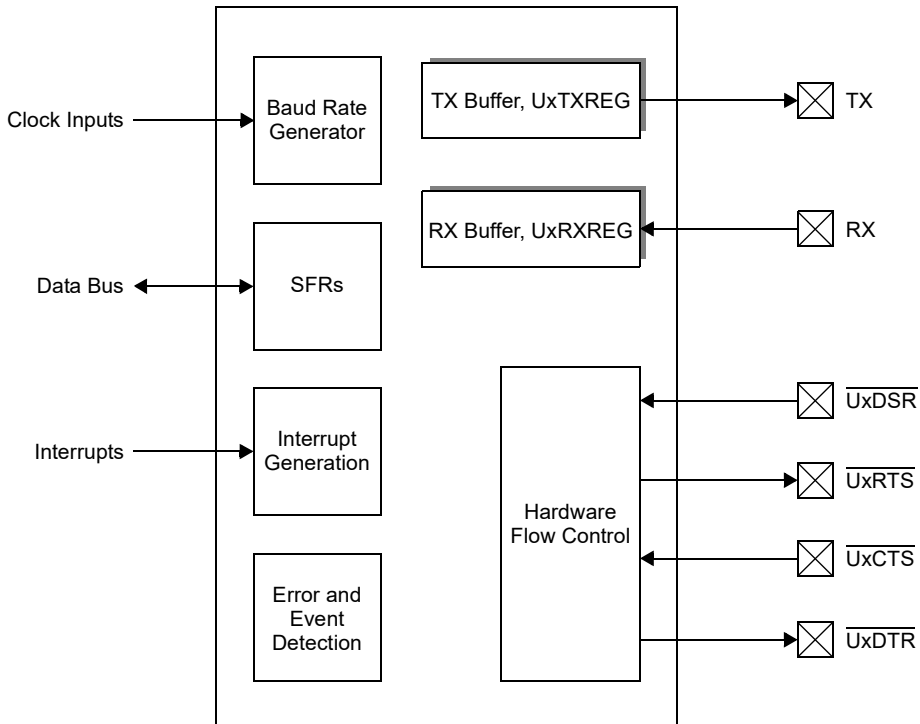 Clock Inputs
Baud Rate
Generator
TX Buffer, UxTXREG
TX
RX Buffer, UxRXREG
RX
Data Bus
SFRs
Interrupts
Interrupt
Generation
Error and
Event
Detection
Hardware
Flow Control
UxDSR
UxRTS
UxCTS
UxDTR